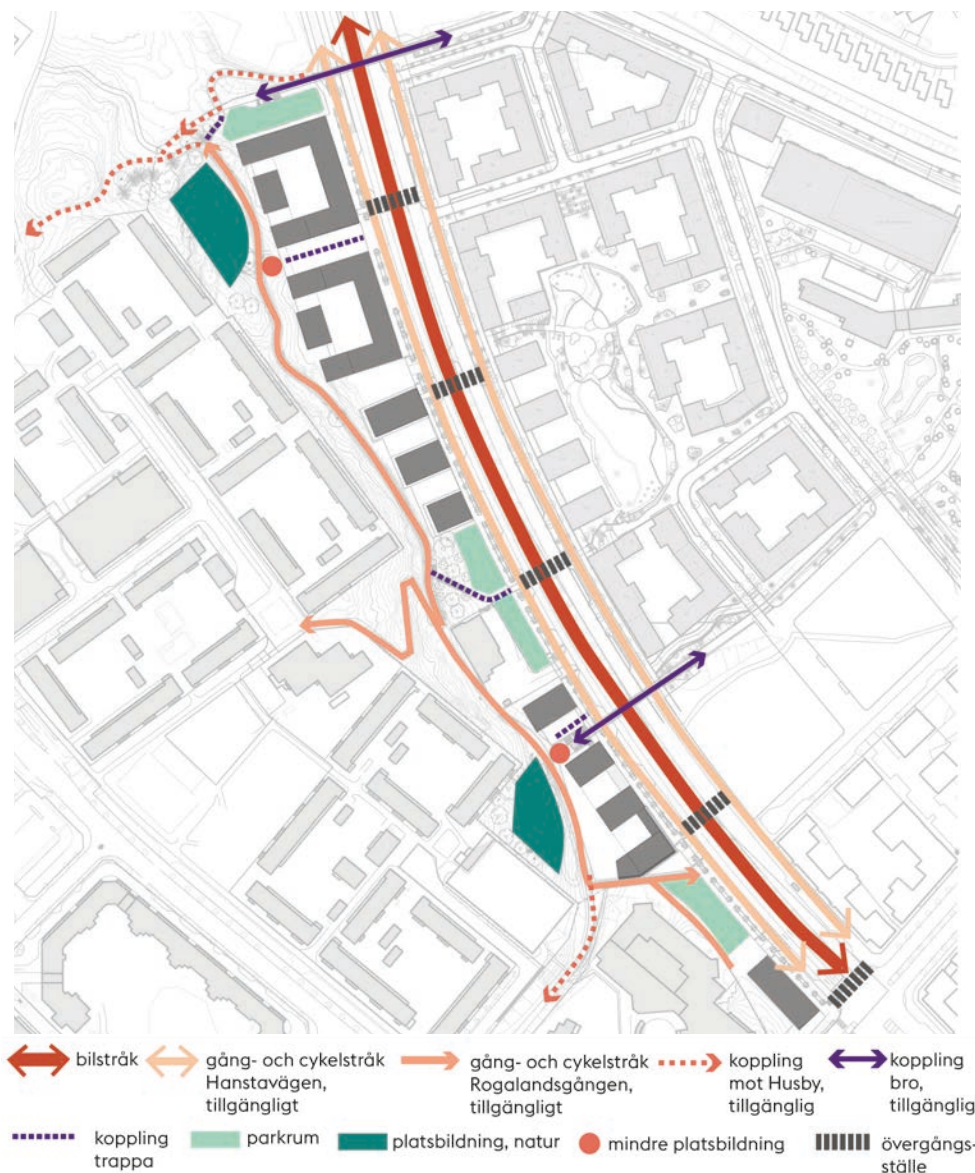 bilstråk
gång- och cykelstråk
Hanstavägen,
tillgängligt
gång- och cykelstråk
Rogalandsgången,
tillgängligt
koppling
mot Husby,
tillgänglig
koppling
bro,
tillgänglig
koppling
trappa
parkrum
platsbildning, natur
mindre platsbildning
övergångs-
ställe